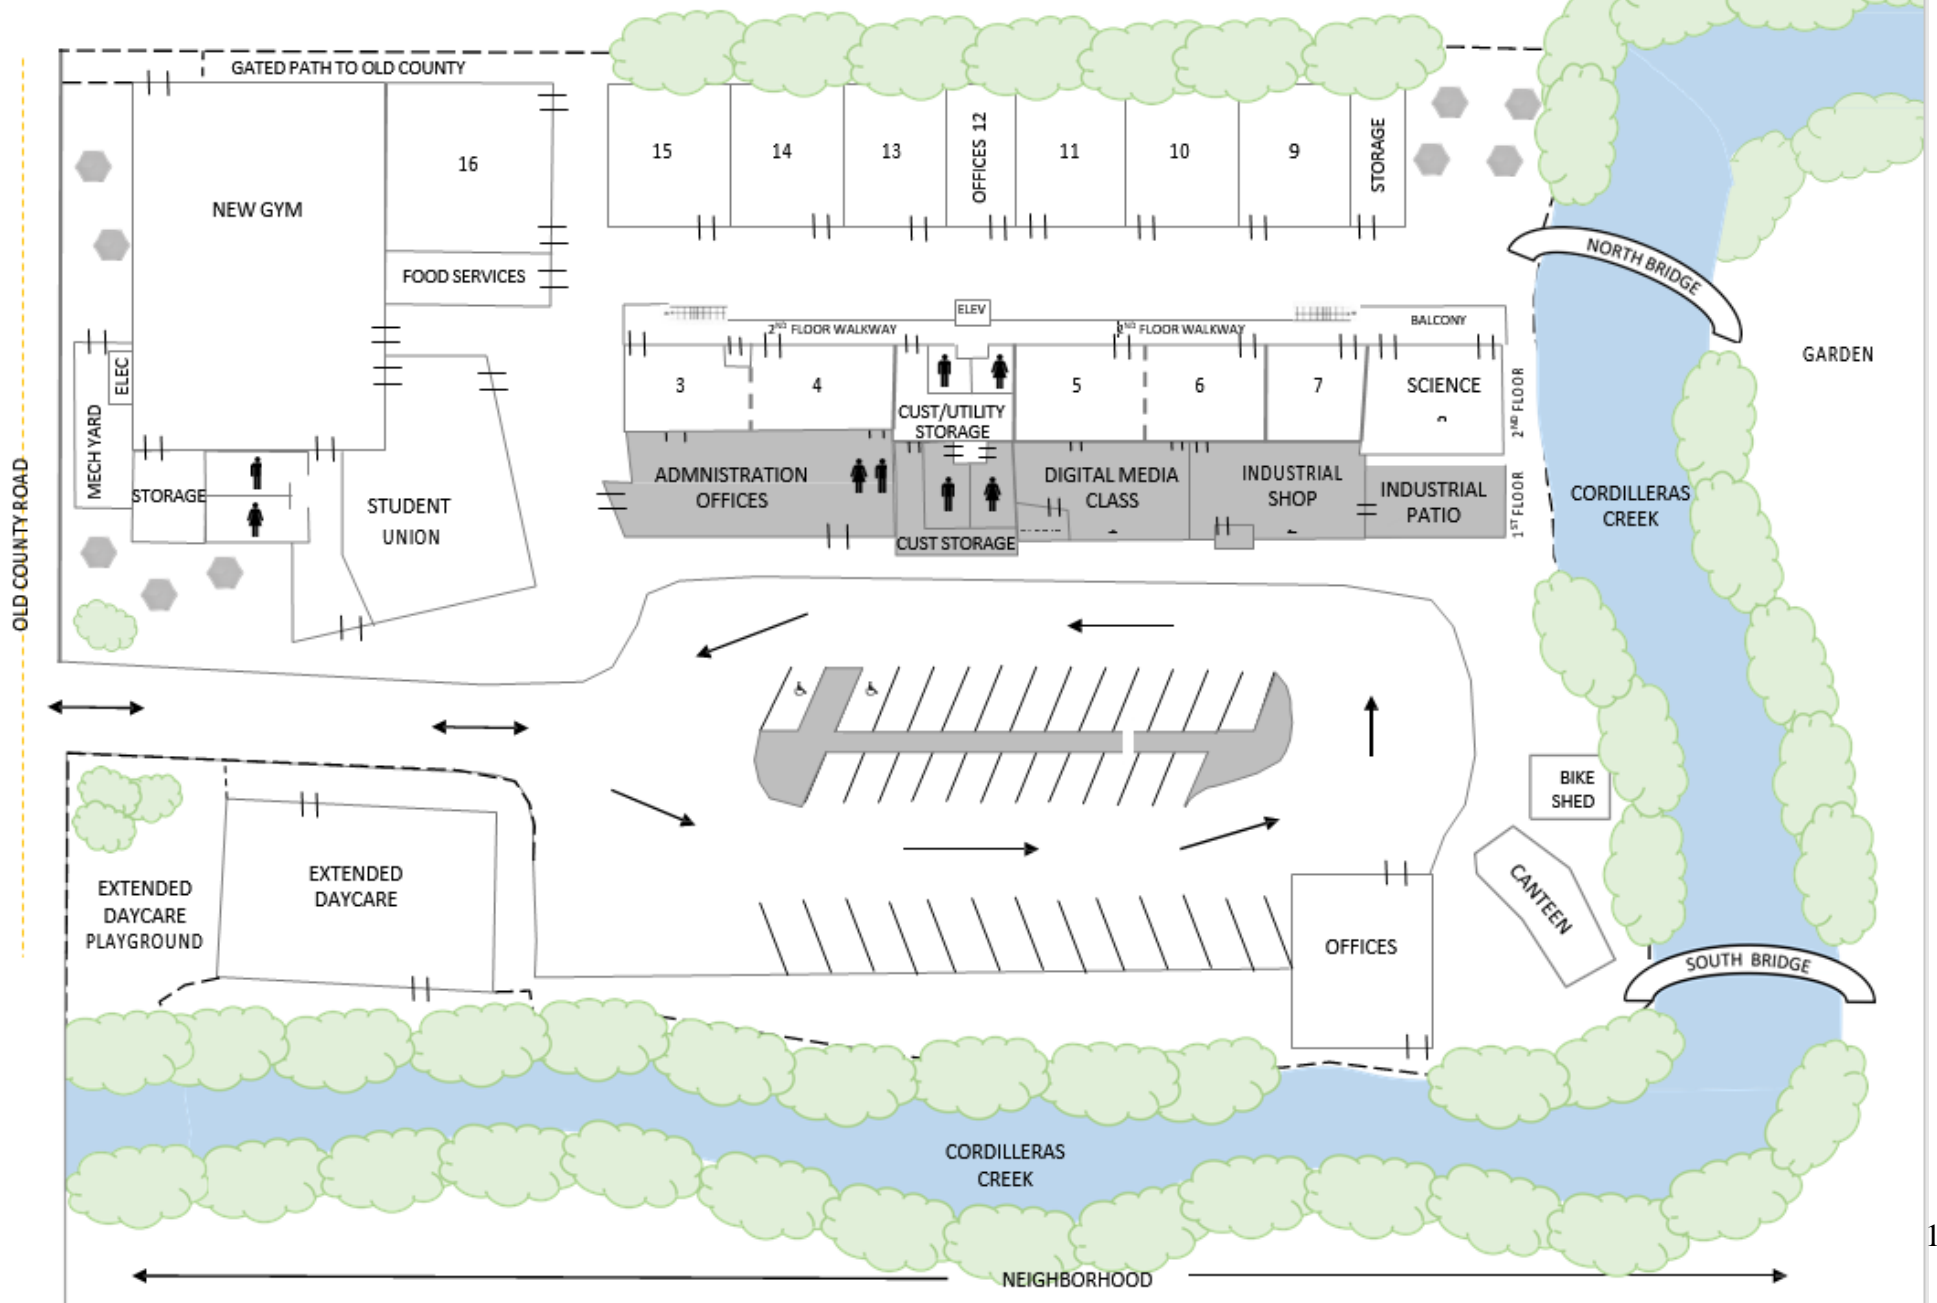 GATED PATH TO OLD COUNTY
NEW GYM
16
FOOD SERVICES
15
14
13
OFFICES 12
11
10
9
STORAGE
NORTH BRIDGE
GARDEN
ELEV
2ND FLOOR WALKWAY
2ND FLOOR WALKWAY
BALCONY
ELEC
MECH YARD
3
4
5
6
7
SCIENCE
2ND FLOOR
CUST/UTILITY
STORAGE
ADMNISTRATION
OFFICES
DIGITAL MEDIA
CLASS
INDUSTRIAL
SHOP
INDUSTRIAL
PATIO
1ST FLOOR
CUST STORAGE
STORAGE
STUDENT
UNION
OLD COUNTY ROAD
CORDILLERAS
CREEK
BIKE
SHED
CANTEEN
EXTENDED
DAYCARE
PLAYGROUND
EXTENDED
DAYCARE
OFFICES
SOUTH BRIDGE
CORDILLERAS
CREEK
NEIGHBORHOOD
1